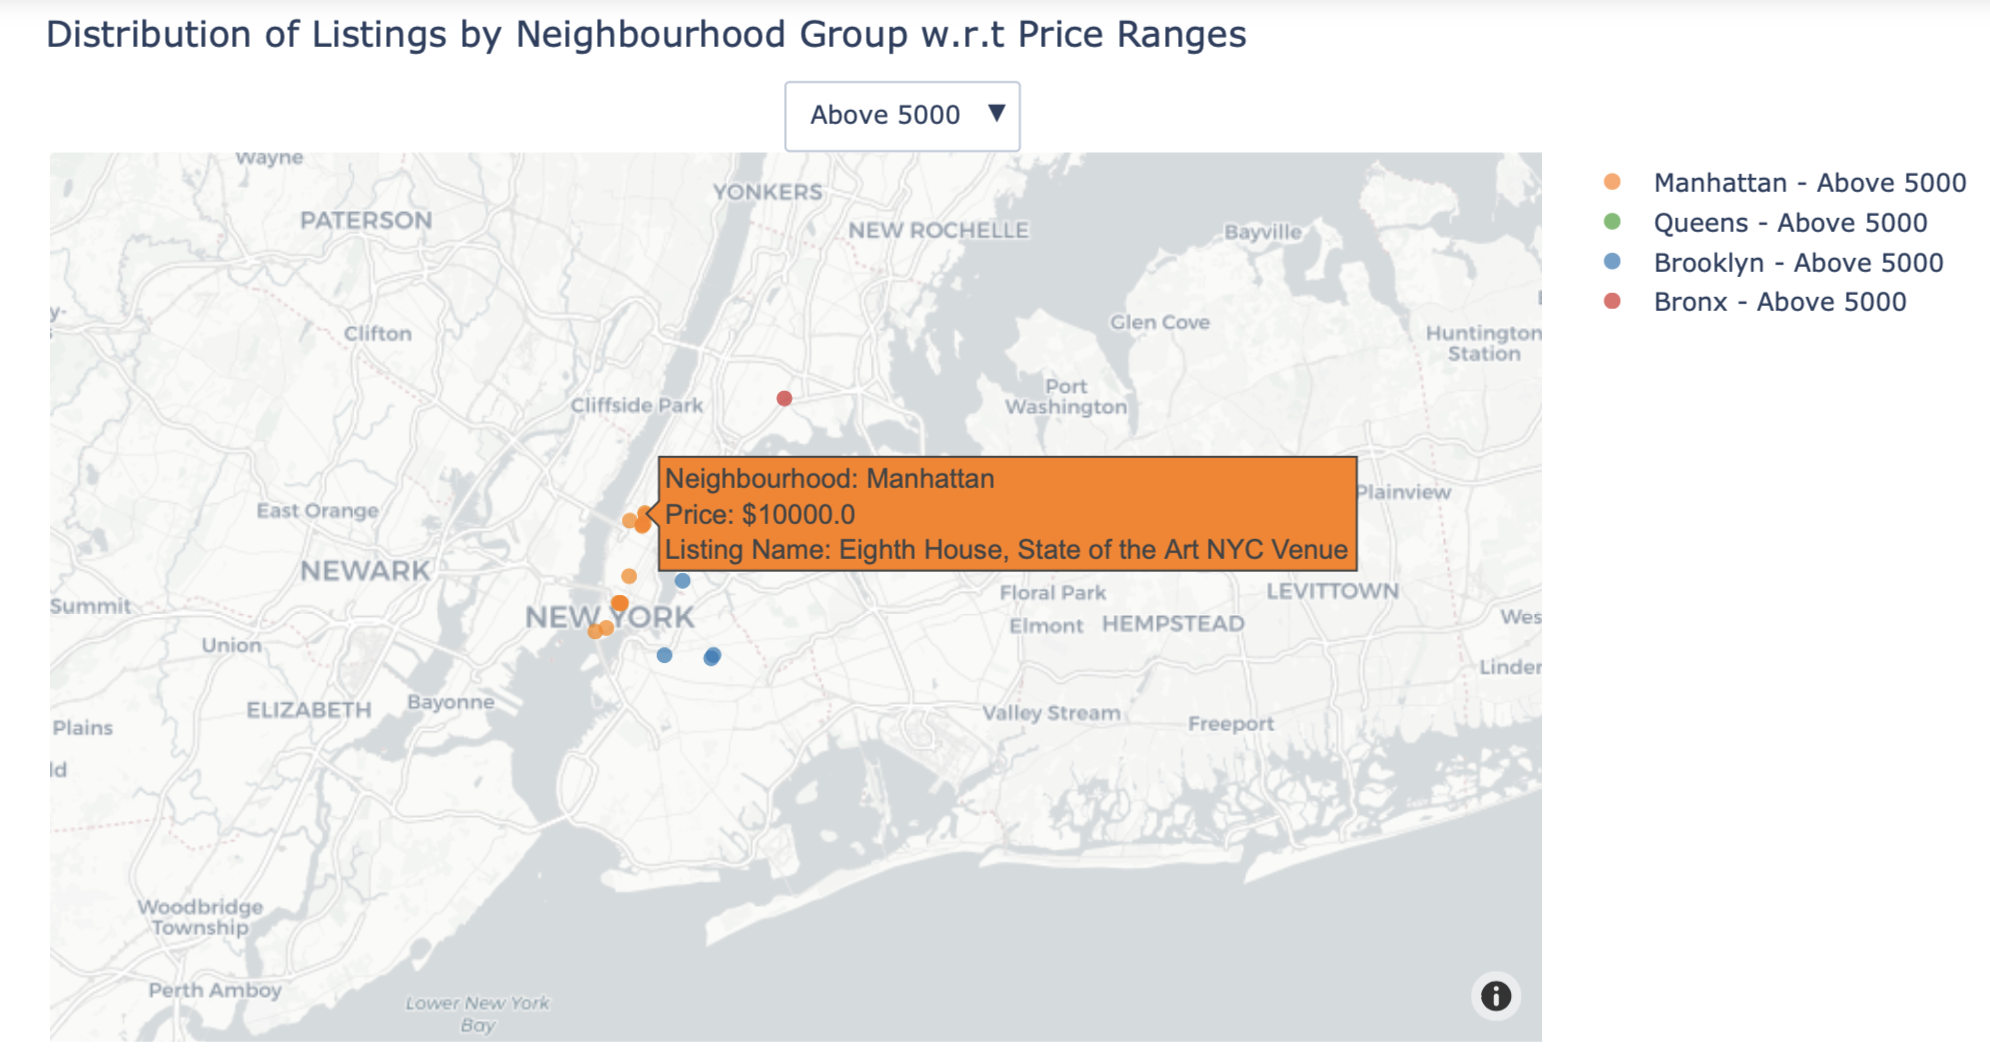 Distribution of Listings by Neighbourhood Group w.r.t Price Ranges
Above 5000 ▼
Manhattan - Above 5000
Queens - Above 5000
Brooklyn - Above 5000
Bronx - Above 5000
Wayne
YONKERS
PATERSON
NEW ROCHELLE
Bayville
y-
Clifton
Glen Cove
Huntington
Station
Port
Washington
Cliffside Park
Neighbourhood: Manhattan
Price: $10000.0
Listing Name: Eighth House, State of the Art NYC Venue
Plainview
East Orange
NEWARK
Floral Park
LEVITTOWN
Summit
NEW YORK
Elmont
HEMPSTEAD
Wes
Union
Linder
ELIZABETH
Bayonne
Valley Stream
Freeport
Plains
ld
Woodbridge
Township
Perth Amboy
Lower New York
Bay